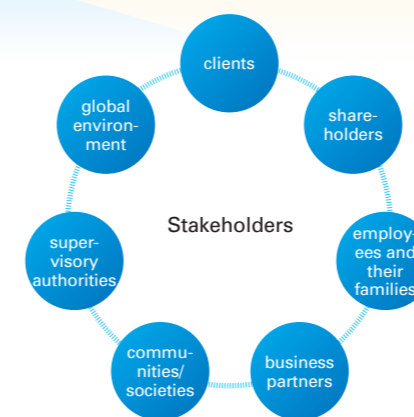 clients
share-
holders
employ-
ees and
their
families
business
partners
commu-
nities/
societies
super-
visory
authorities
global
environ-
ment
Stakeholders